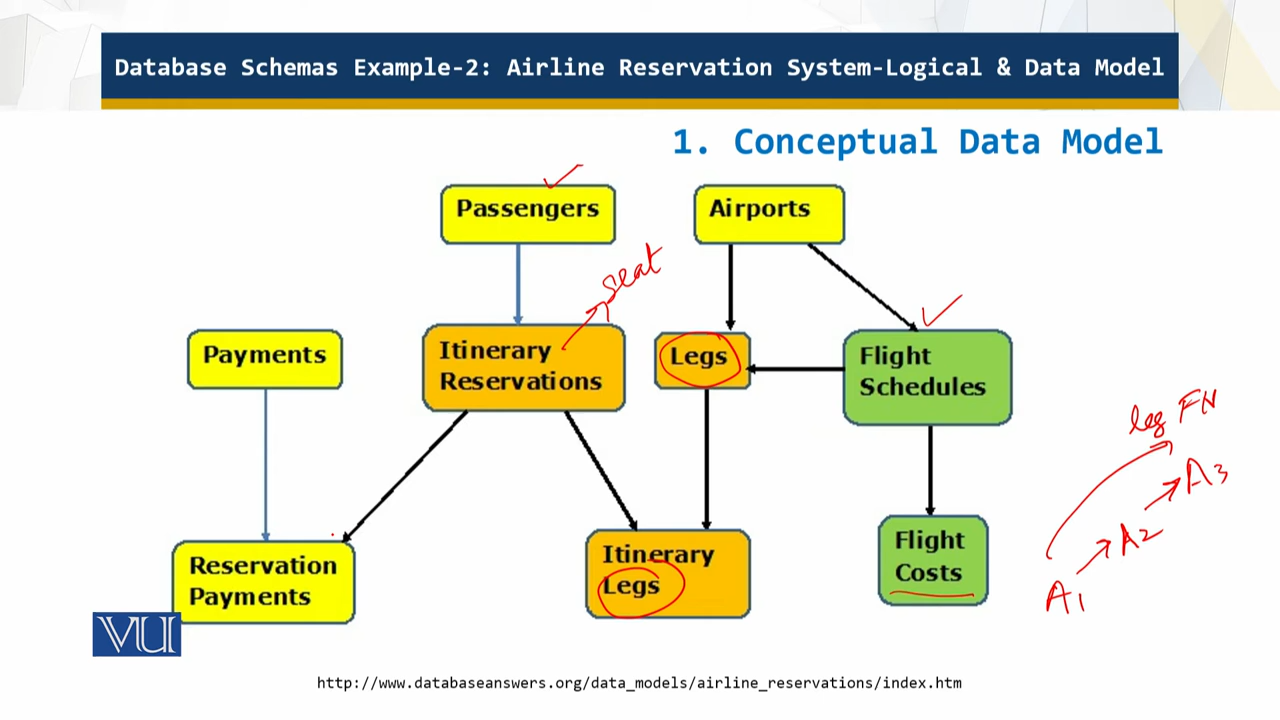 Database Schemas Example-2: Airline Reservation System-Logical & Data Model
1. Conceptual Data Model
Passengers
Airports
seat
Payments
Itinerary
Reservations
Legs
Flight
Schedules
leg FN
A1 → A2 → A3
Reservation
Payments
Itinerary
Legs
Flight
Costs
VU
http://www.databaseanswers.org/data_models/airline_reservations/index.htm